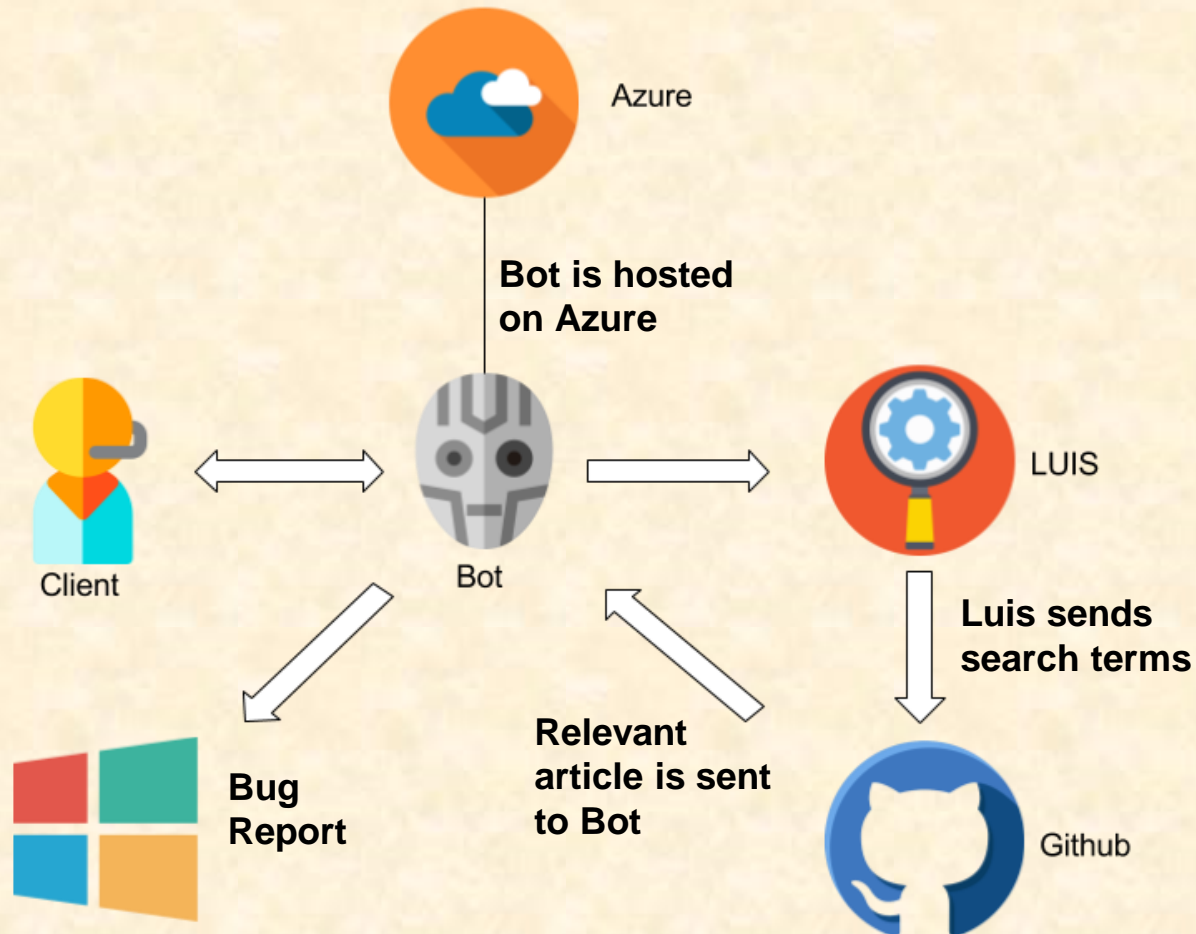 Azure
Bot is hosted
on Azure
Client
Bot
LUIS
Luis sends
search terms
Relevant
article is sent
to Bot
Bug
Report
Github